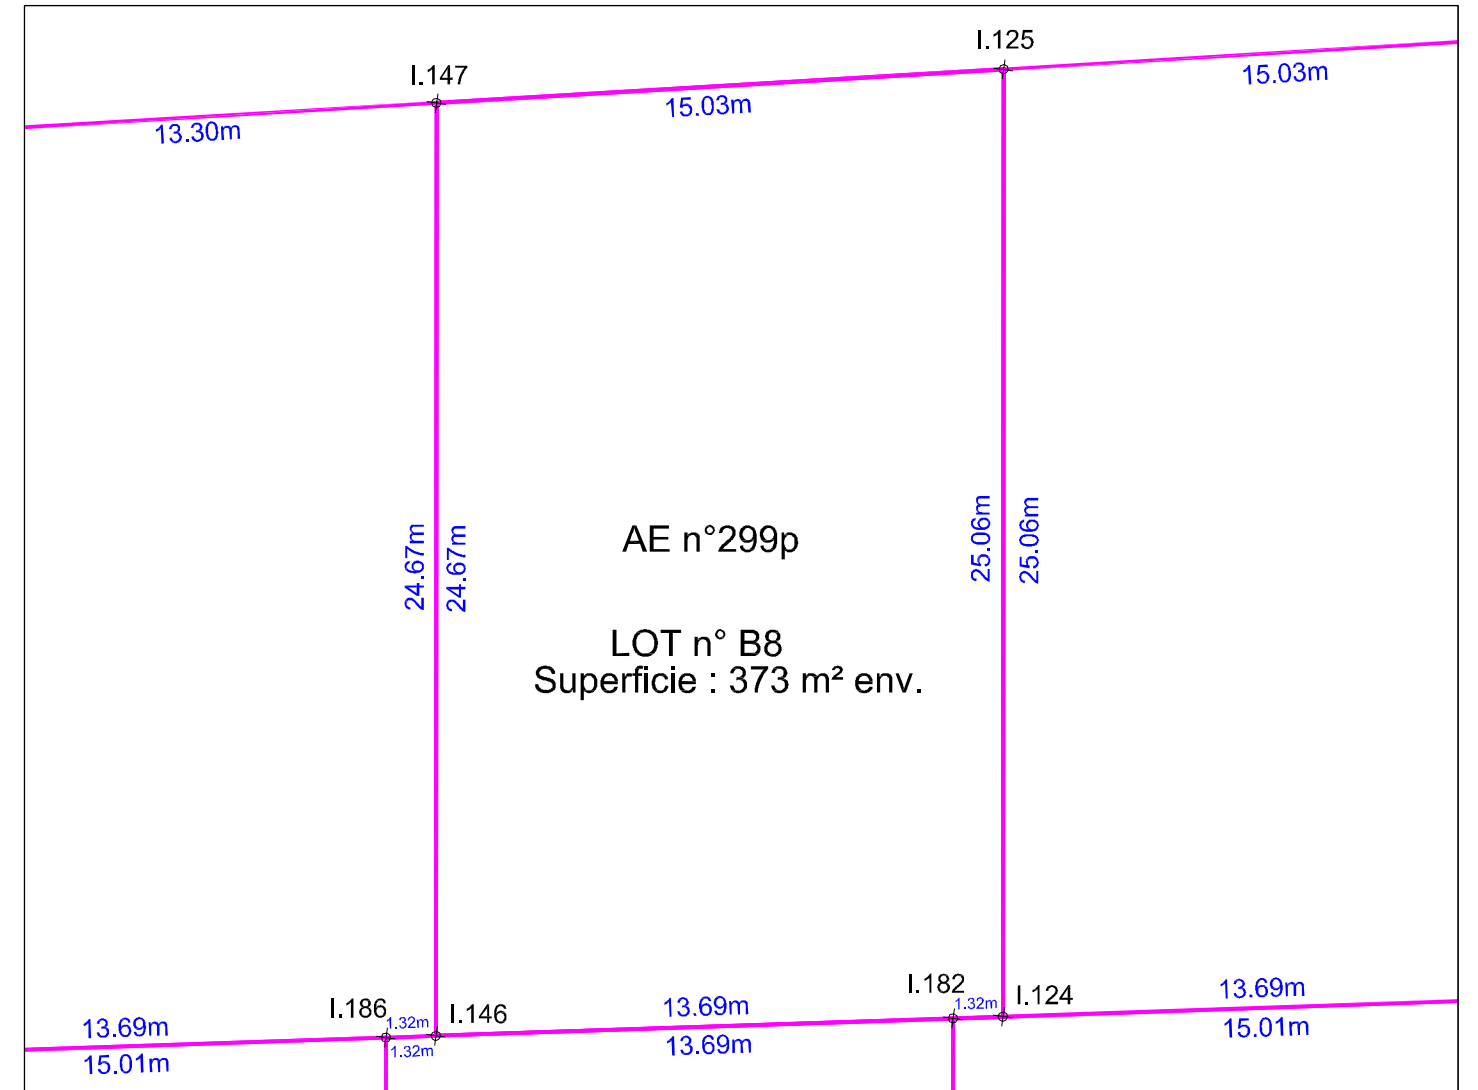 I.125
I.147
15.03m
15.03m
13.30m
24.67m
24.67m
25.06m
25.06m
AE n°299p
LOT n° B8
Superficie : 373 m² env.
I.186
1.32m
I.146
13.69m
I.182
1.32m
I.124
13.69m
13.69m
15.01m
1.32m
13.69m
15.01m